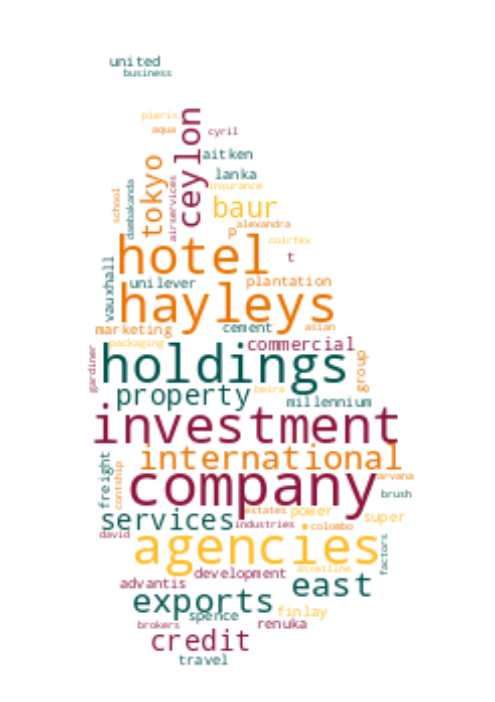 united
business
pieris
aqua
cyril
ceylon
aitken
tokyo
lanka
insurance
school
dambakanda
airservices
baur
p
alexandra
coirtex
hotel
t
vauxhall
unilever
plantation
hayleys
marketing
cement
asian
packaging
commercial
gardiner
holdings
group
property
beira
millennium
investment
international
freight
contship
arvana
company
brush
estates
power
services
industries
colombo
super
david
agencies
factors
assetline
development
advantis
east
exports
spence
finlay
brokers
renuka
credit
travel